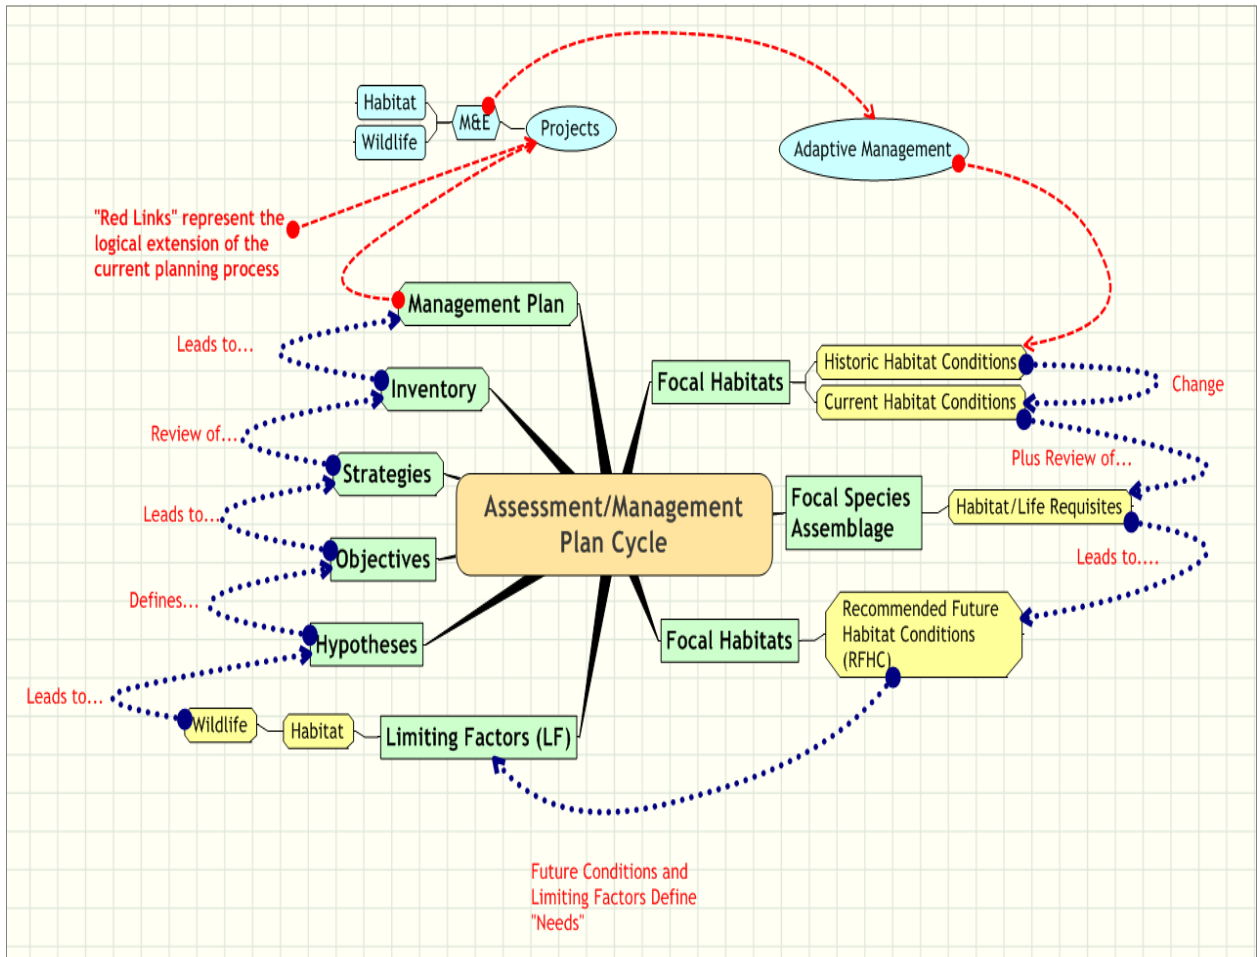 Habitat
Wildlife
M&E
Projects
Adaptive Management
"Red Links" represent the
logical extension of the
current planning process
Management Plan
Leads to...
Inventory
Review of...
Strategies
Leads to...
Objectives
Defines...
Hypotheses
Leads to...
Wildlife
Habitat
Limiting Factors (LF)
Assessment/Management
Plan Cycle
Focal Habitats
Historic Habitat Conditions
Current Habitat Conditions
Change
Plus Review of...
Focal Species
Assemblage
Habitat/Life Requisites
Leads to....
Focal Habitats
Recommended Future
Habitat Conditions
(RFHC)
Future Conditions and
Limiting Factors Define
"Needs"